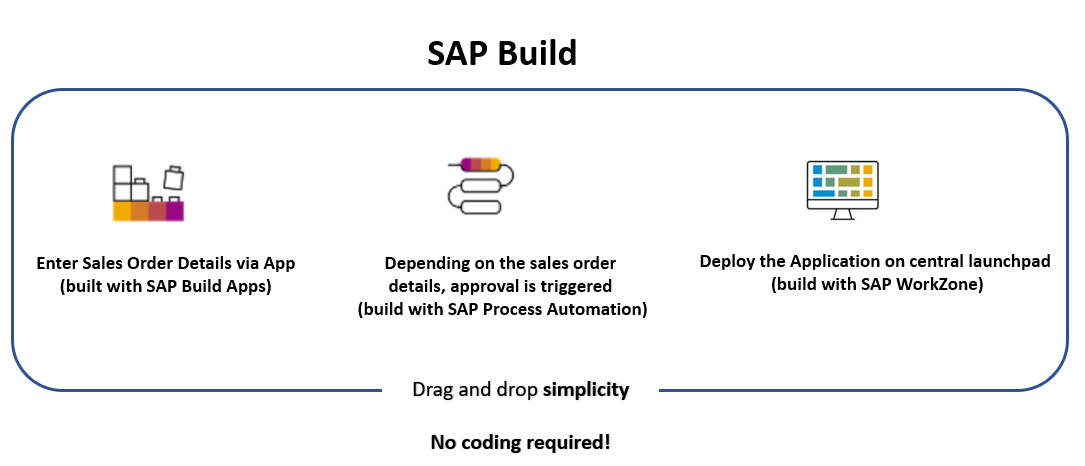 SAP Build
Enter Sales Order Details via App
(built with SAP Build Apps)
Depending on the sales order
details, approval is triggered
(build with SAP Process Automation)
Deploy the Application on central launchpad
(build with SAP WorkZone)
Drag and drop simplicity
No coding required!